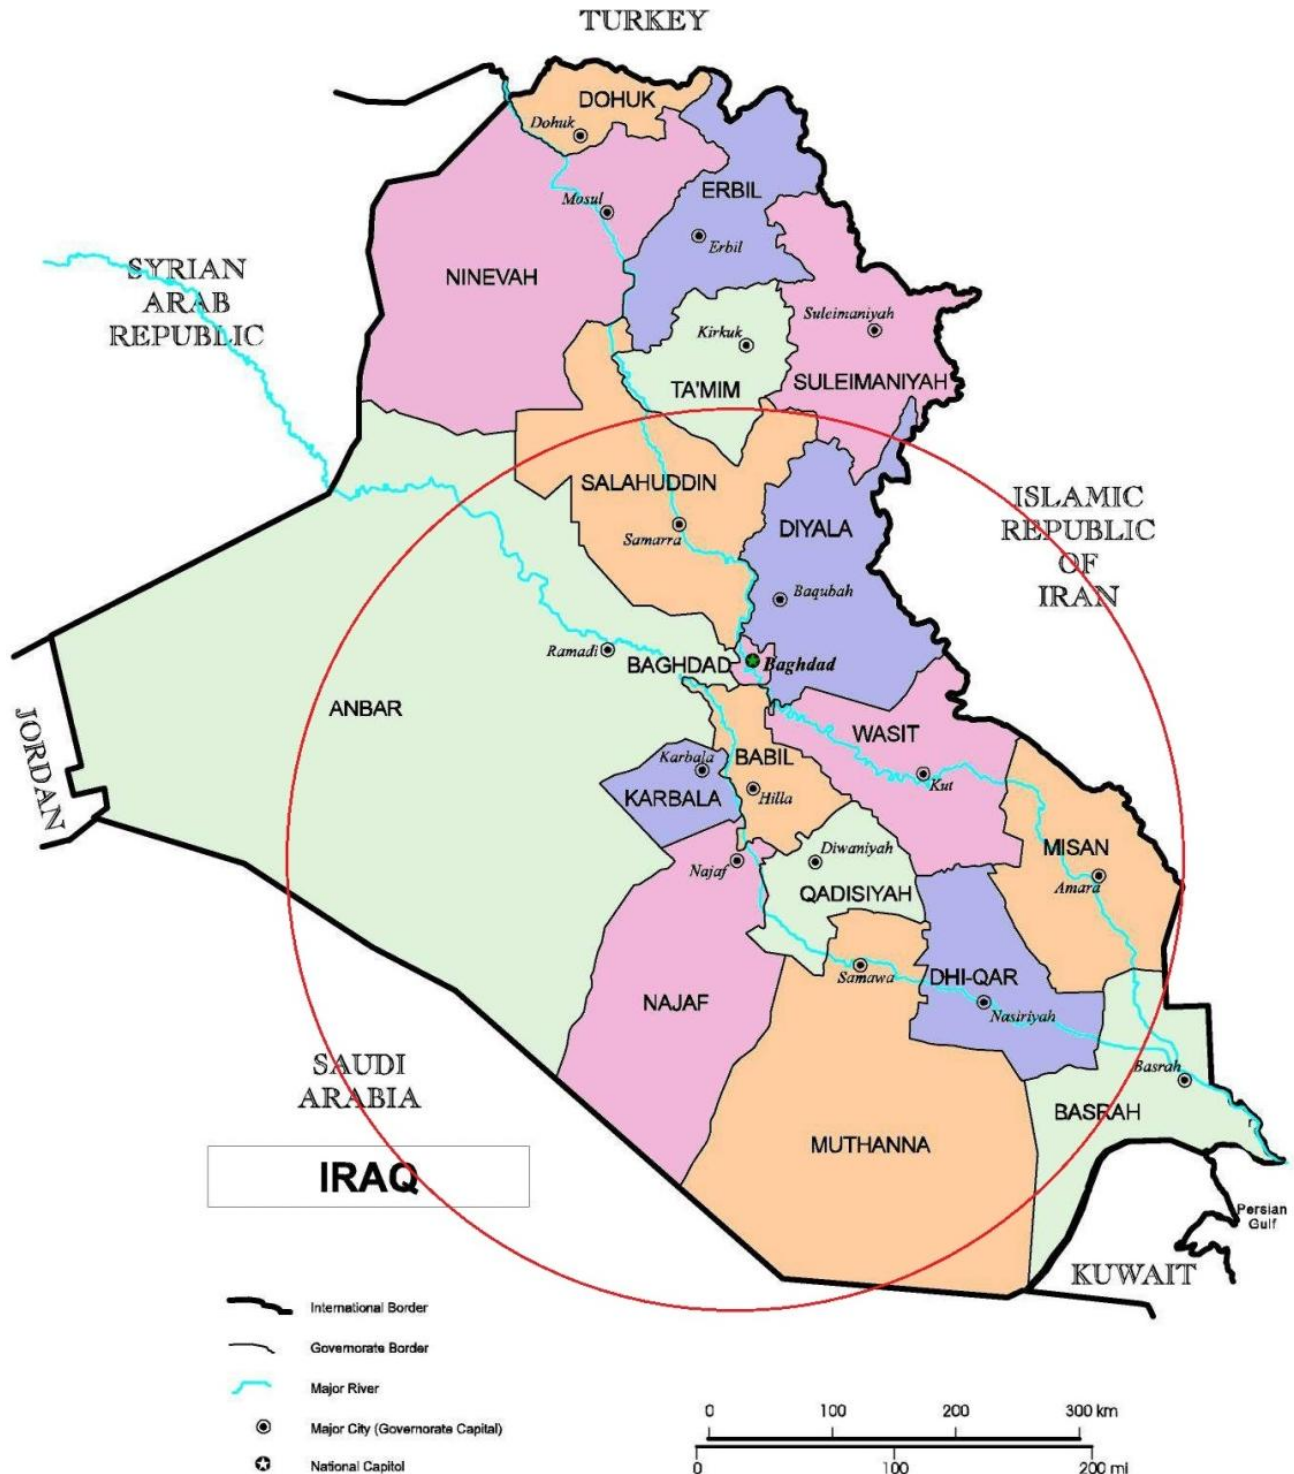 TURKEY
DOHUK
Dohuk
ERBIL
Mosul
Erbil
NINEVAH
SYRIAN
ARAB
REPUBLIC
Suleimaniyah
Kirkuk
TA'MIM
SULEIMANIYAH
SALAHUDDIN
ISLAMIC
REPUBLIC
OF
IRAN
DIYALA
Samarra
Baqubah
Ramadi
BAGHDAD
Baghdad
ANBAR
JORDAN
WASIT
Karbala
BABIL
Kut
KARBALA
Hilla
MISAN
Diwaniyah
Najaf
Amara
QADISIYAH
Samawa
DHI-QAR
NAJAF
Nasiriyah
SAUDI
ARABIA
Basrah
BASRAH
MUTHANNA
IRAQ
Persian
Gulf
KUWAIT
International Border
Governorate Border
Major River
Major City (Governorate Capital)
National Capitol
0 100 200 300 km
0 100 200 mi